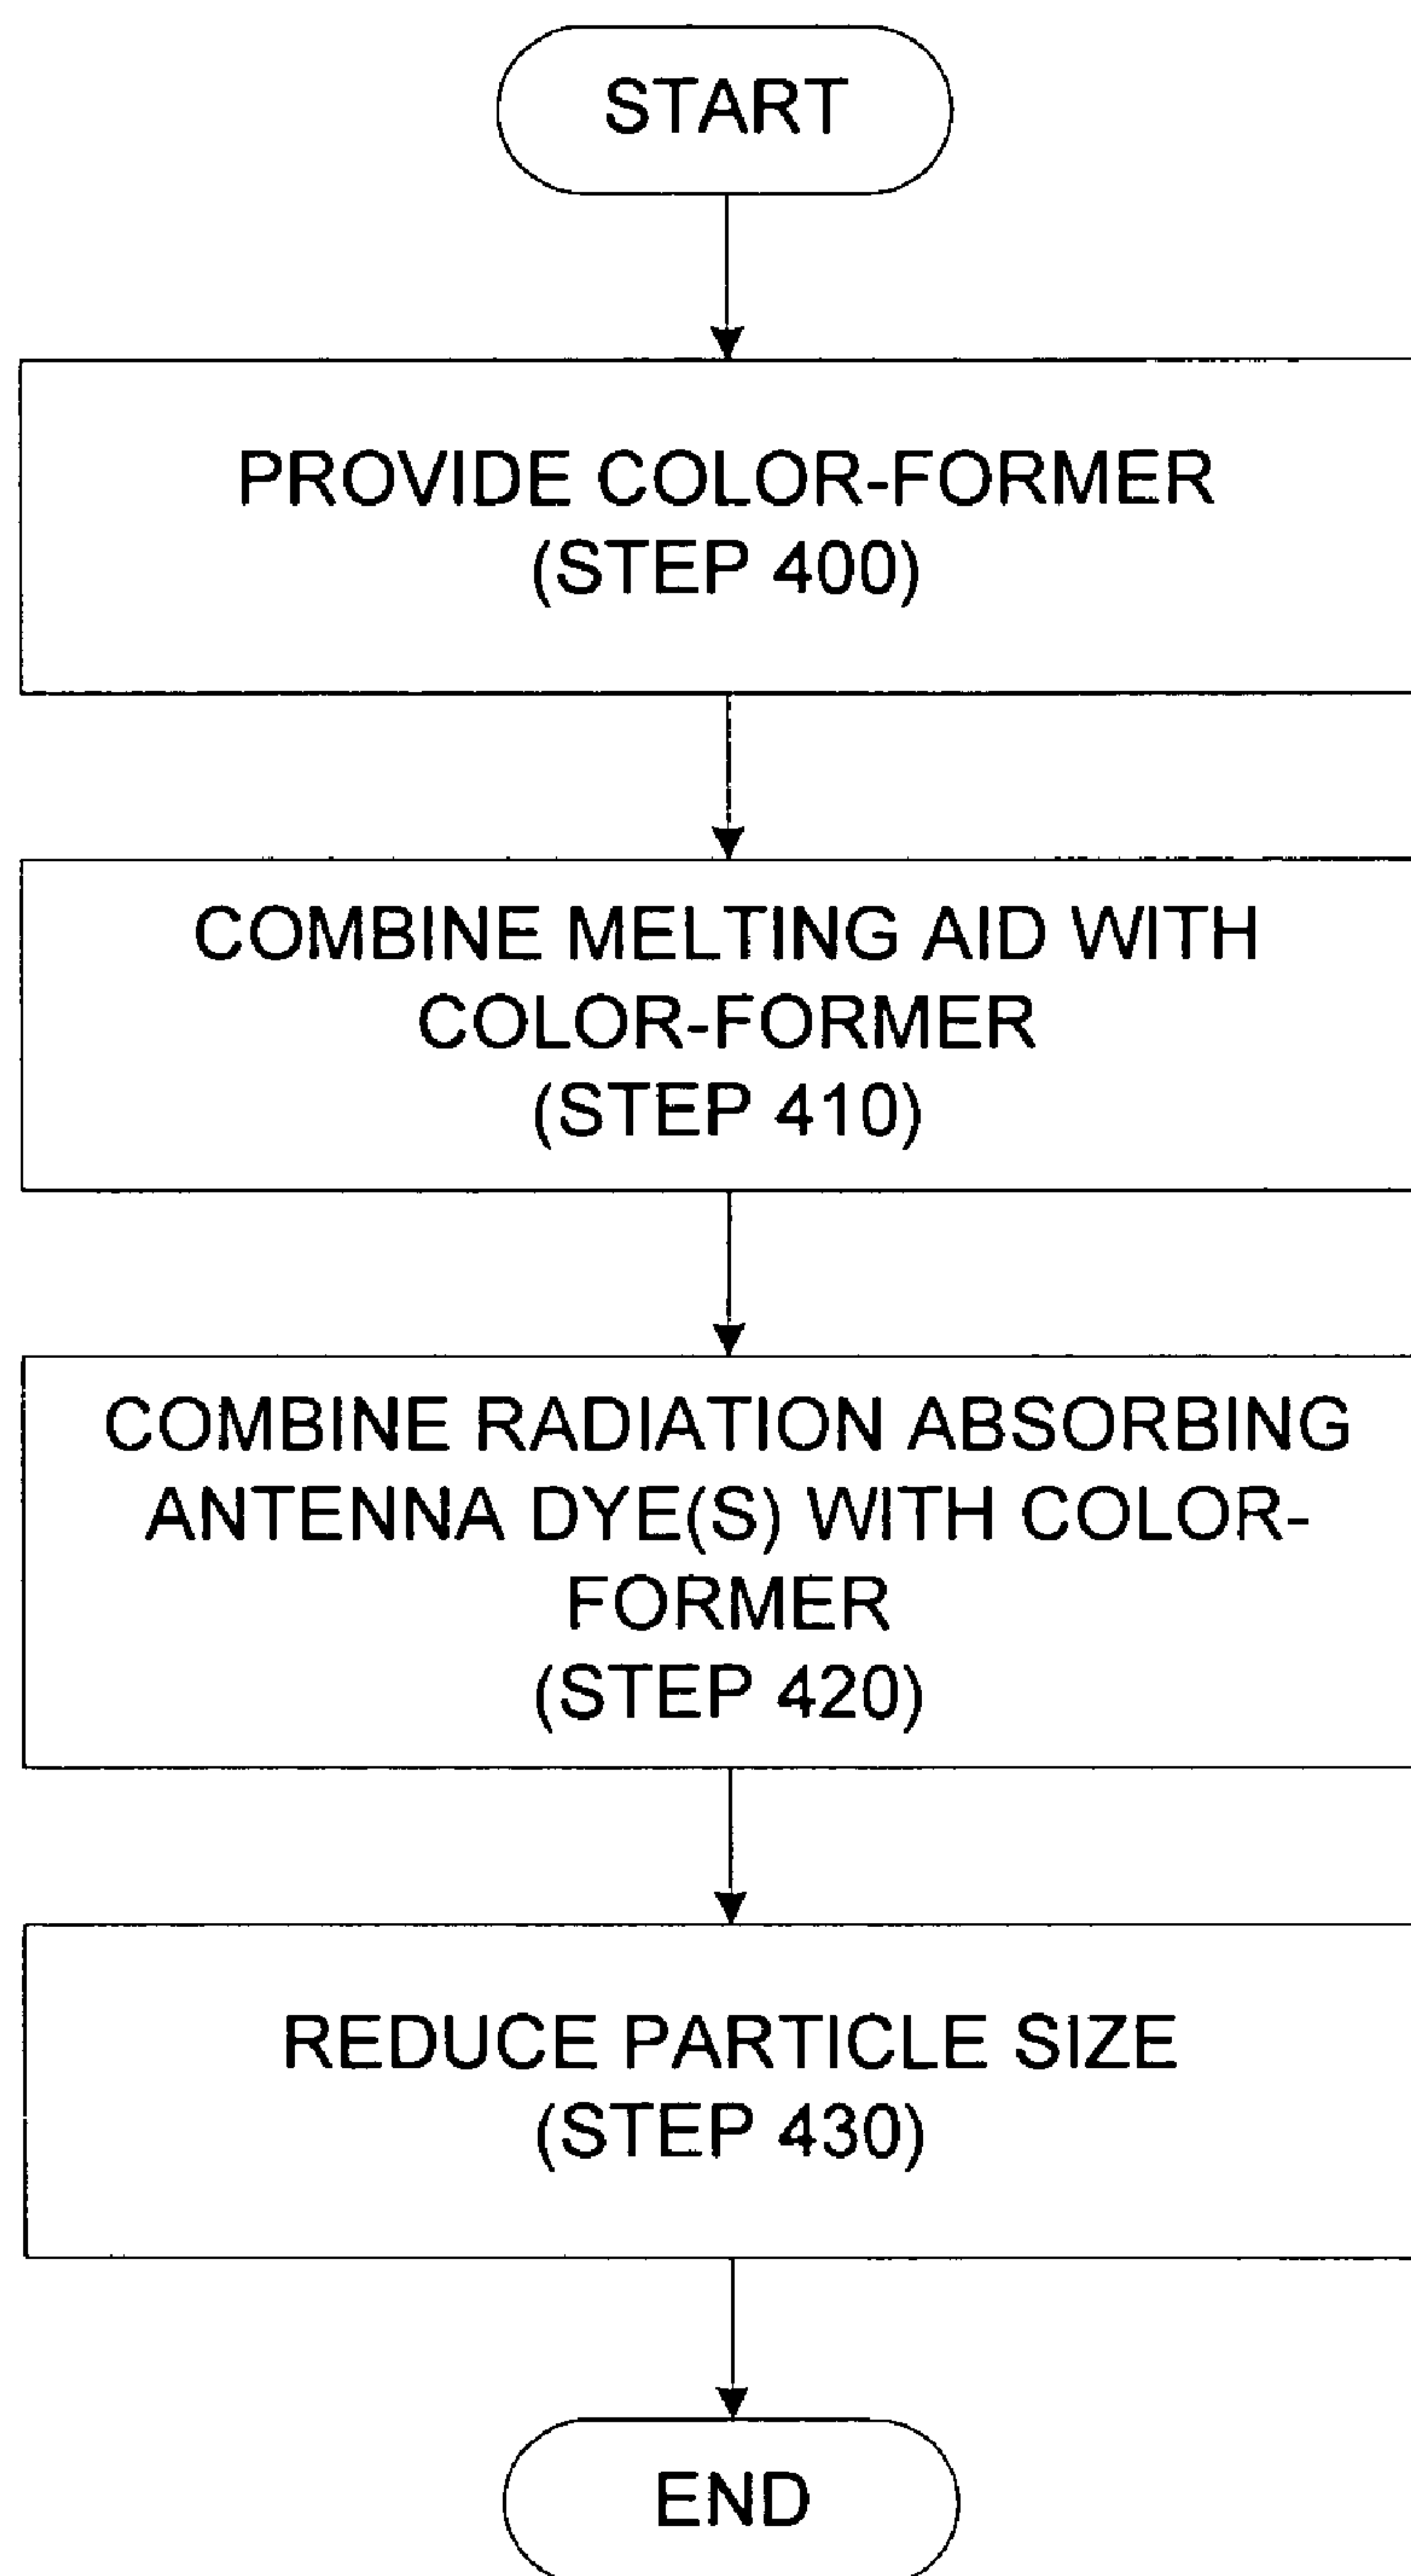 START
PROVIDE COLOR-FORMER
(STEP 400)
COMBINE MELTING AID WITH
COLOR-FORMER
(STEP 410)
COMBINE RADIATION ABSORBING
ANTENNA DYE(S) WITH COLOR-
FORMER
(STEP 420)
REDUCE PARTICLE SIZE
(STEP 430)
END